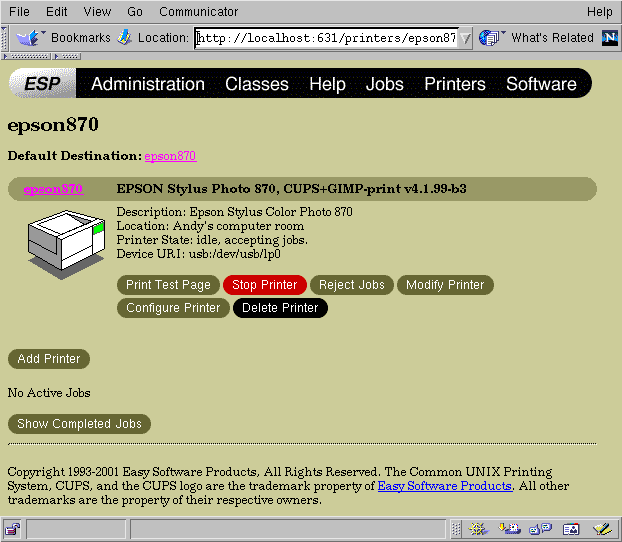 File Edit View Go Communicator Help
Bookmarks Location: http://localhost:631/printers/epson87 What's Related N
ESP Administration Classes Help Jobs Printers Software
epson870
Default Destination: epson870
epson870 EPSON Stylus Photo 870, CUPS+GIMP-print v4.1.99-b3
Description: Epson Stylus Color Photo 870
Location: Andy's computer room
Printer State: idle, accepting jobs.
Device URI: usb:/dev/usb/lp0
Print Test Page Stop Printer Reject Jobs Modify Printer
Configure Printer Delete Printer
Add Printer
No Active Jobs
Show Completed Jobs
Copyright 1993-2001 Easy Software Products, All Rights Reserved. The Common UNIX Printing
System, CUPS, and the CUPS logo are the trademark property of Easy Software Products. All other
trademarks are the property of their respective owners.